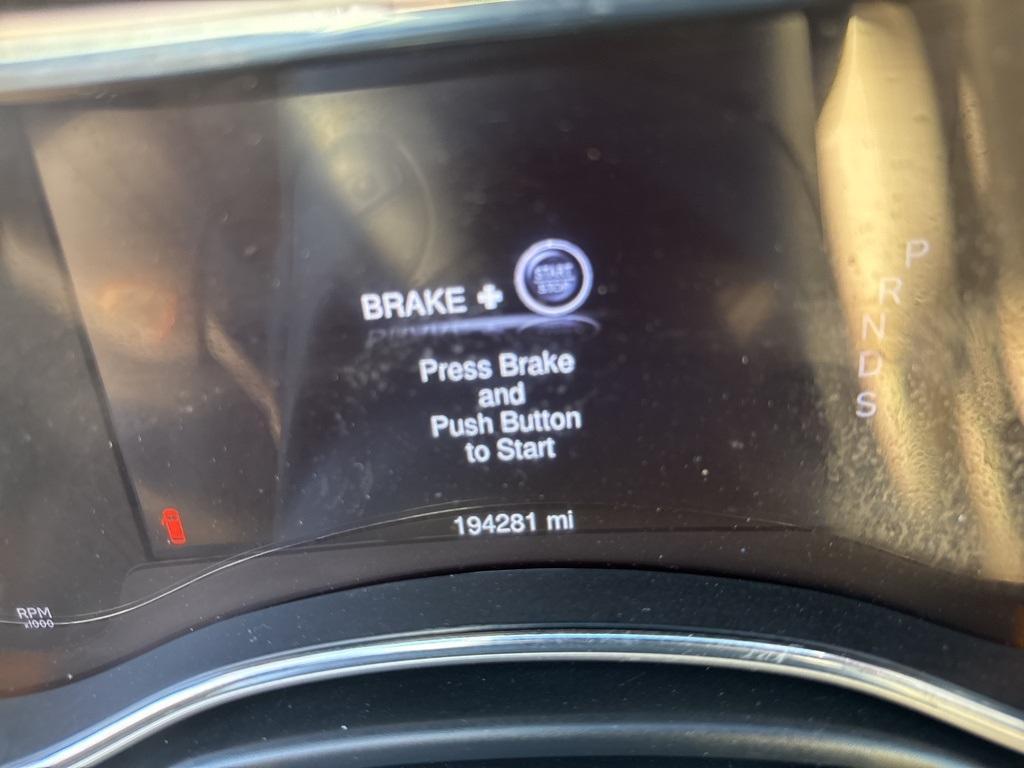 BRAKE +
START
STOP
Press Brake
and
Push Button
to Start
194281 mi
P
R
N
D
S
RPM
x1000